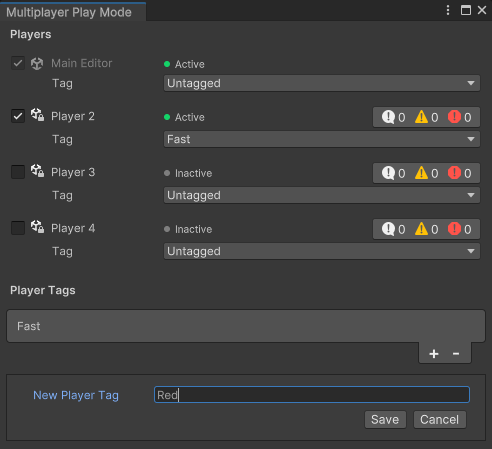 Multiplayer Play Mode
Players
Main Editor Active
Tag Untagged
Player 2 Active 0 0 0
Tag Fast
Player 3 Inactive 0 0 0
Tag Untagged
Player 4 Inactive 0 0 0
Tag Untagged
Player Tags
Fast
+ -
New Player Tag Red
Save Cancel